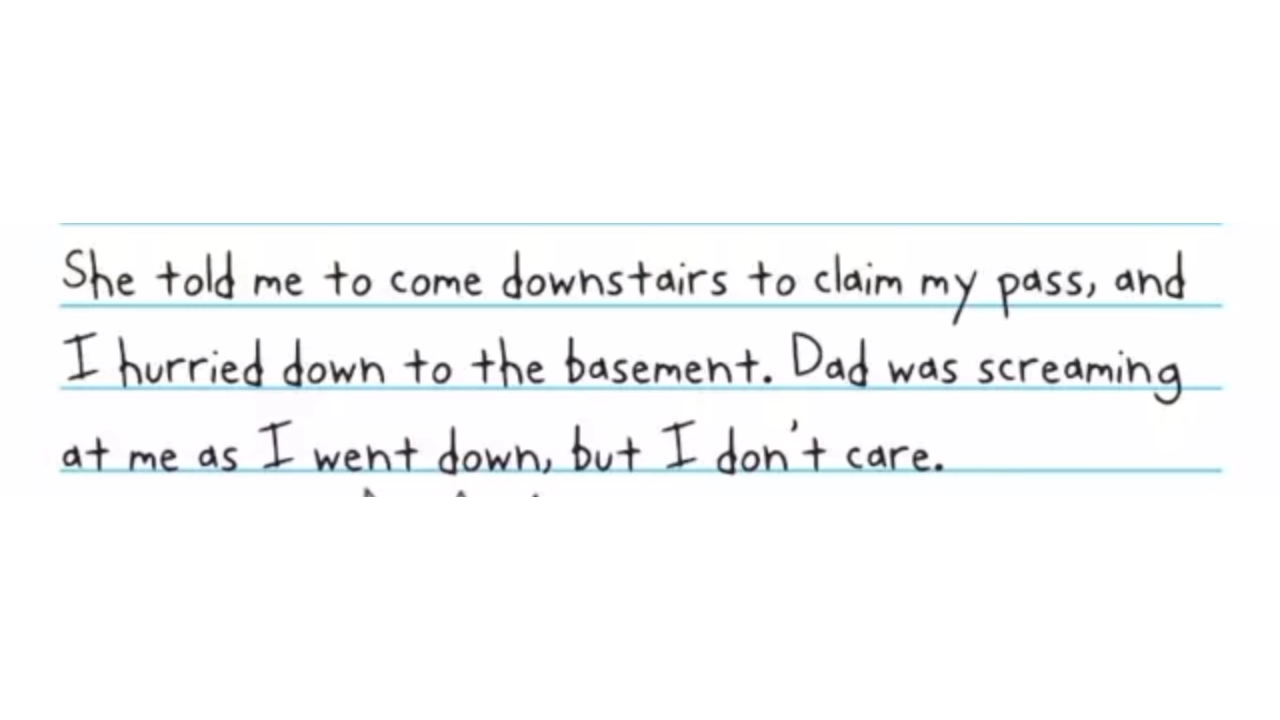 She told me to come downstairs to claim my pass, and
I hurried down to the basement. Dad was screaming
at me as I went down, but I don't care.